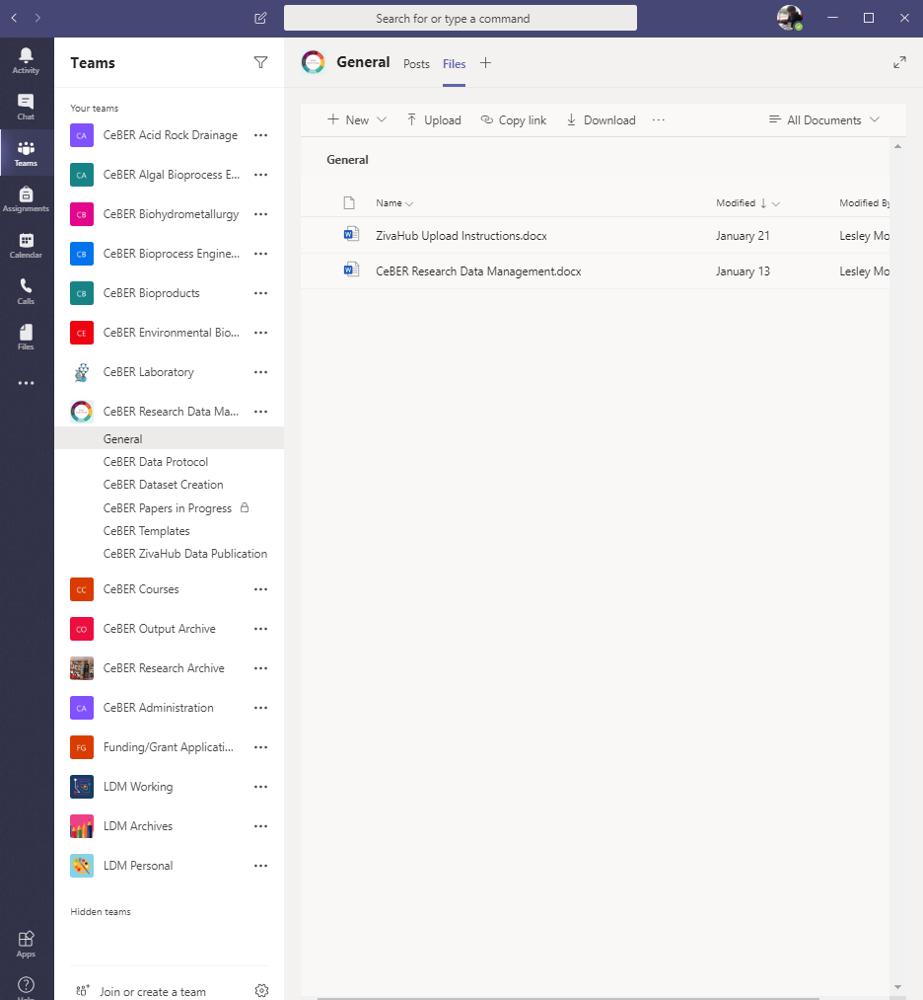 Search for or type a command
Activity
Chat
Teams
Assignments
Calendar
Calls
Files
Apps
Teams
Your teams
CA CeBER Acid Rock Drainage
CA CeBER Algal Bioprocess E...
CB CeBER Biohydrometallurgy
CB CeBER Bioprocess Engine...
CB CeBER Bioproducts
CE CeBER Environmental Bio...
CeBER Laboratory
CeBER Research Data Ma...
General
CeBER Data Protocol
CeBER Dataset Creation
CeBER Papers in Progress
CeBER Templates
CeBER ZivaHub Data Publication
CC CeBER Courses
CO CeBER Output Archive
CeBER Research Archive
CA CeBER Administration
FG Funding/Grant Applicati...
LDM Working
LDM Archives
LDM Personal
Hidden teams
Join or create a team
General Posts Files
New Upload Copy link Download All Documents
General
Name Modified Modified By
ZivaHub Upload Instructions.docx January 21 Lesley Mo
CeBER Research Data Management.docx January 13 Lesley Mo